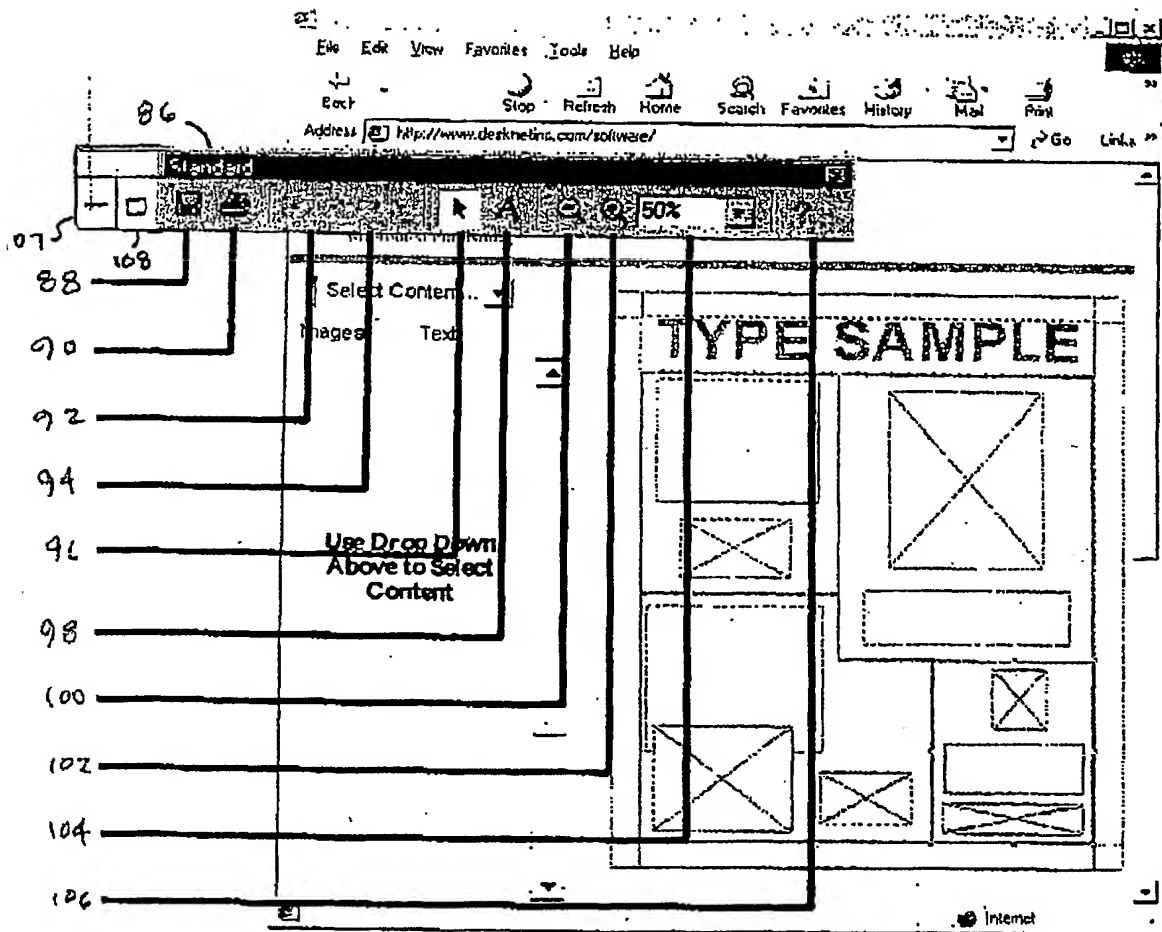 File Edit View Favorites Tools Help
Back Stop Refresh Home Search Favorites History Mail Print
Address http://www.desknetinc.com/software/ Go Links »
86
Standard
50% ?
07
108
88
90
92
94
96
98
100
102
104
106
Select Content...
Images Text
TYPE SAMPLE
Use Drop Down
Above to Select
Content
Internet